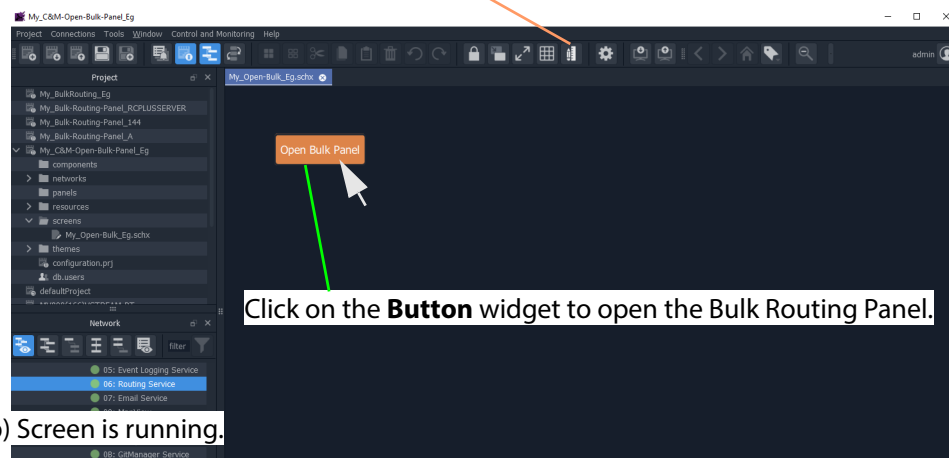 My_C&M-Open-Bulk-Panel_Eg
Project Connections Tools Window Control and Monitoring Help
admin
Project
My_Open-Bulk_Eg.schx
My_BulkRouting_Eg
My_Bulk-Routing-Panel_RCPLUSSERVER
My_Bulk-Routing-Panel_144
My_Bulk-Routing-Panel_A
My_C&M-Open-Bulk-Panel_Eg
components
networks
panels
resources
screens
My_Open-Bulk_Eg.schx
themes
configuration.prj
db.users
defaultProject
Open Bulk Panel
Click on the Button widget to open the Bulk Routing Panel.
Network
filter
05: Event Logging Service
06: Routing Service
07: Email Service
) Screen is running.
08: GitManager Service